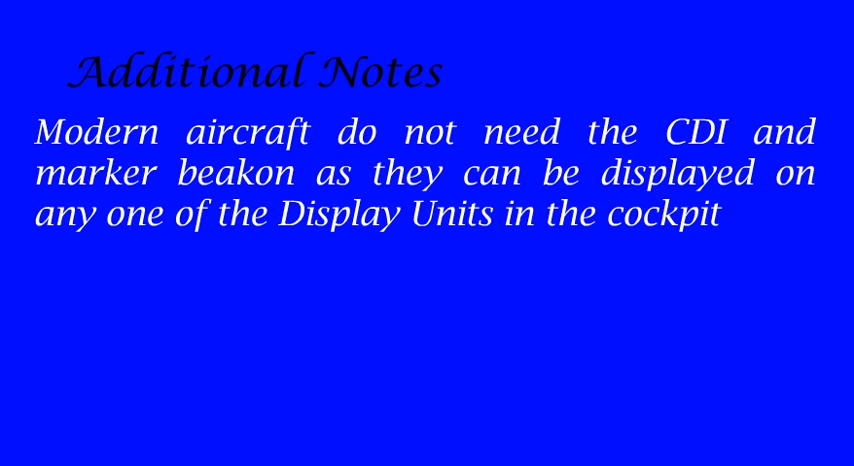 Additional Notes
Modern aircraft do not need the CDI and
marker beakon as they can be displayed on
any one of the Display Units in the cockpit